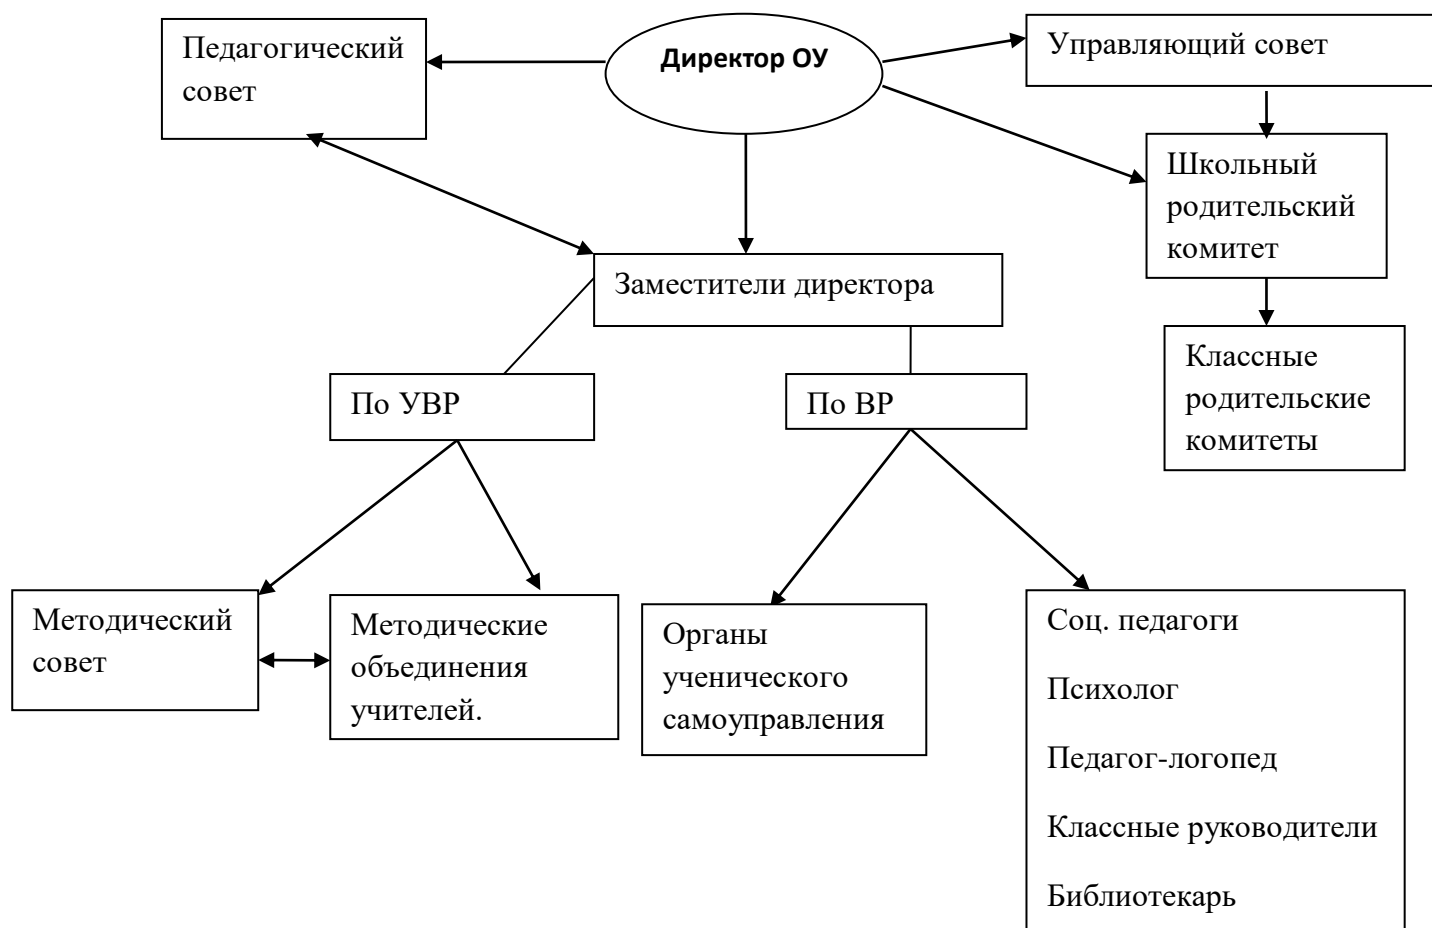 Педагогический
совет
Директор ОУ
Управляющий совет
Школьный
родительский
комитет
Заместители директора
Классные
родительские
комитеты
По УВР
По ВР
Методический
совет
Методические
объединения
учителей.
Органы
ученического
самоуправления
Соц. педагоги
Психолог
Педагог-логопед
Классные руководители
Библиотекарь